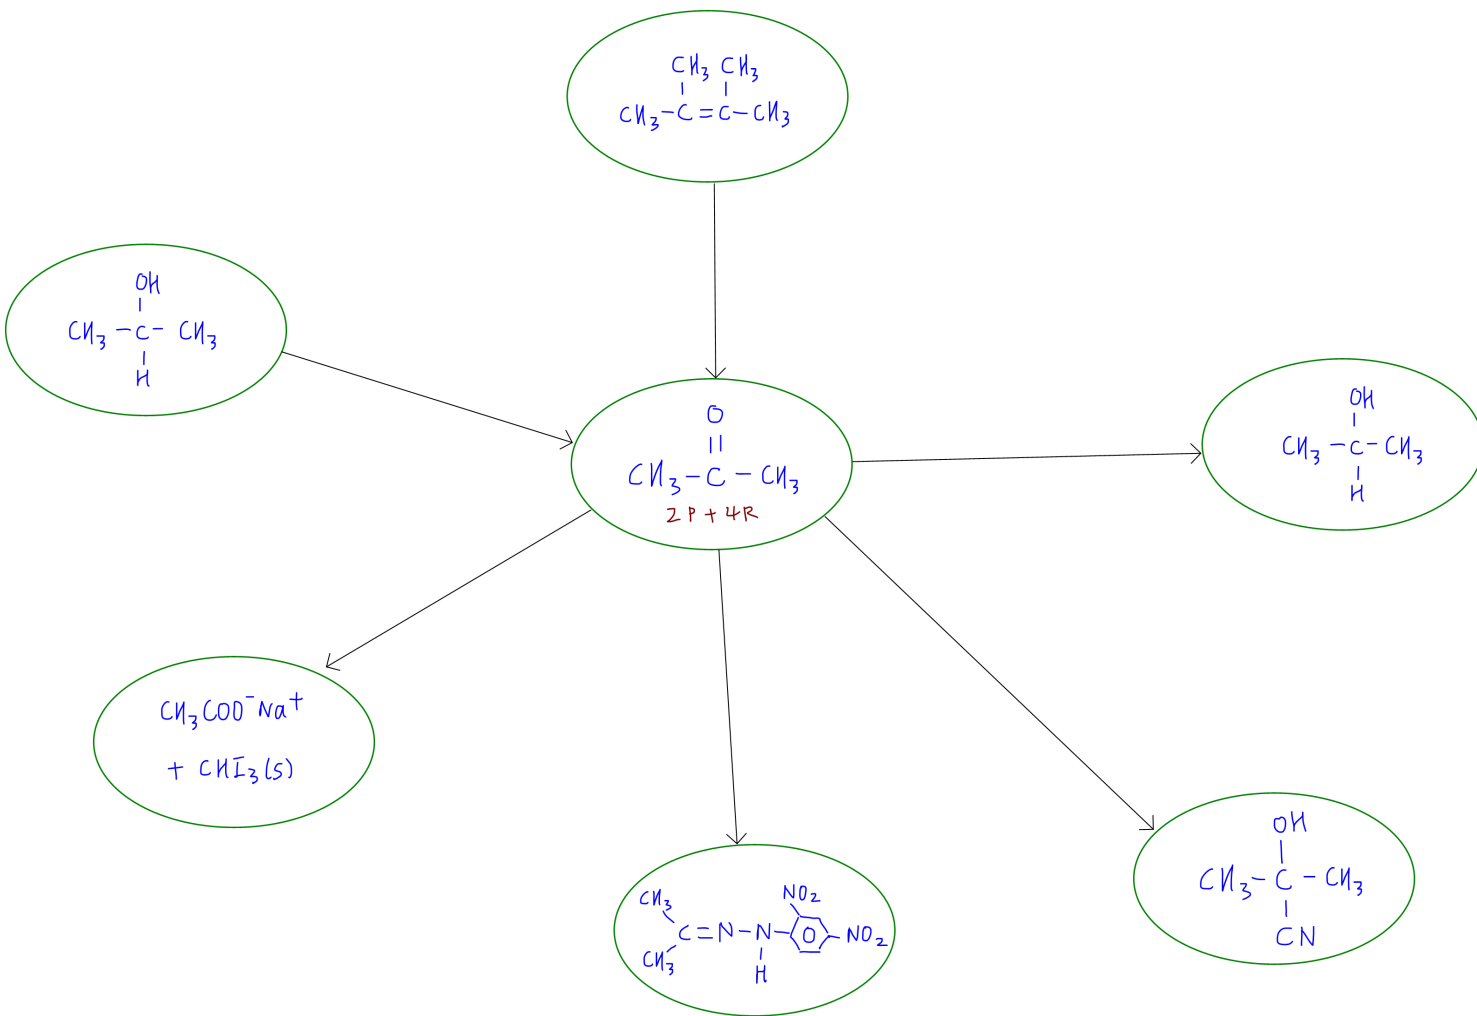 CH3 CH3
CH3-C=C-CH3
OH
CH3-C-CH3
H
O
CH3-C-CH3
2P+4R
OH
CH3-C-CH3
H
CH3COO-Na+
+ CHI3(s)
CH3
C=N-N-
CH3
H
NO2
NO2
OH
CH3-C-CH3
CN